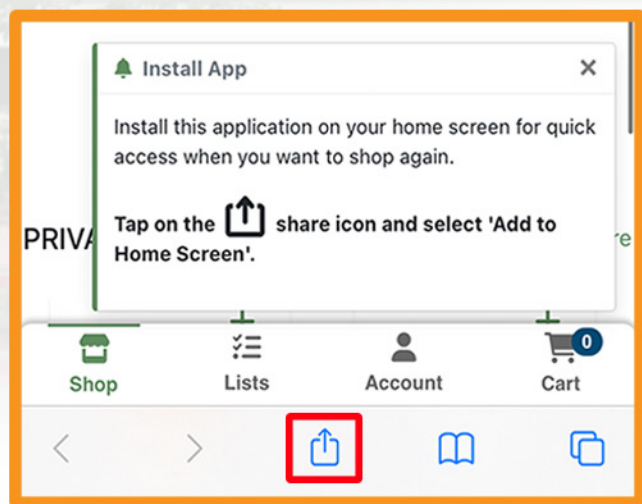 Install App
Install this application on your home screen for quick
access when you want to shop again.
Tap on the share icon and select 'Add to
Home Screen'.
PRIVA
re
0
Shop Lists Account Cart